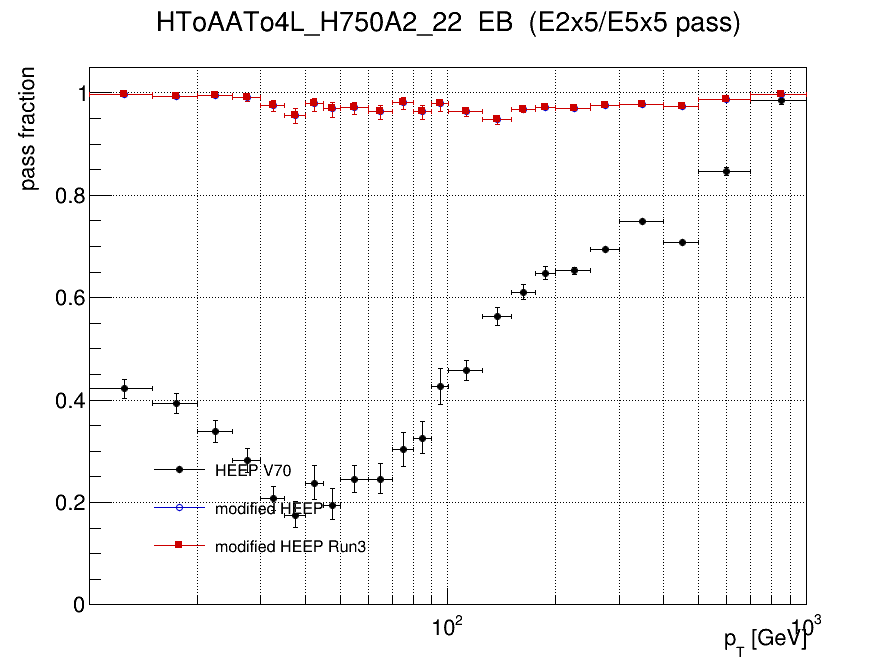 HToAATo4L_H750A2_22 EB (E2x5/E5x5 pass)
pass fraction
1
0.8
0.6
0.4
0.2
0
HEEP V70
modified HEEP
modified HEEP Run3
10²
10³
p_T [GeV]